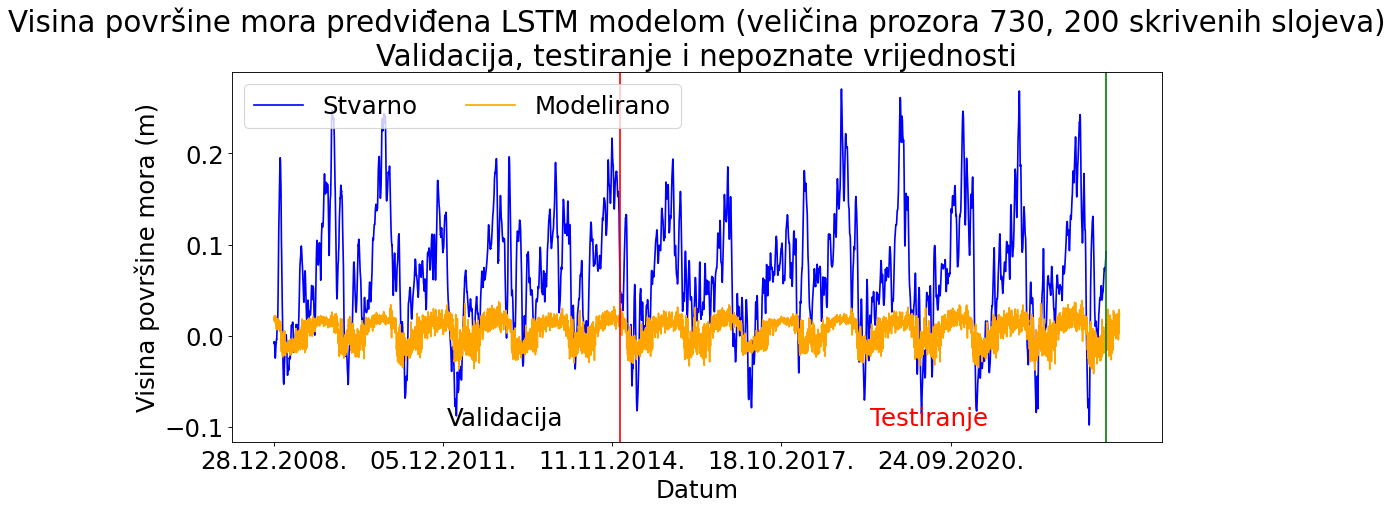 Visina površine mora predviđena LSTM modelom (veličina prozora 730, 200 skrivenih slojeva)
Validacija, testiranje i nepoznate vrijednosti
Stvarno
Modelirano
Visina površine mora (m)
0.2
0.1
0.0
−0.1
Validacija
Testiranje
28.12.2008.
05.12.2011.
11.11.2014.
18.10.2017.
24.09.2020.
Datum